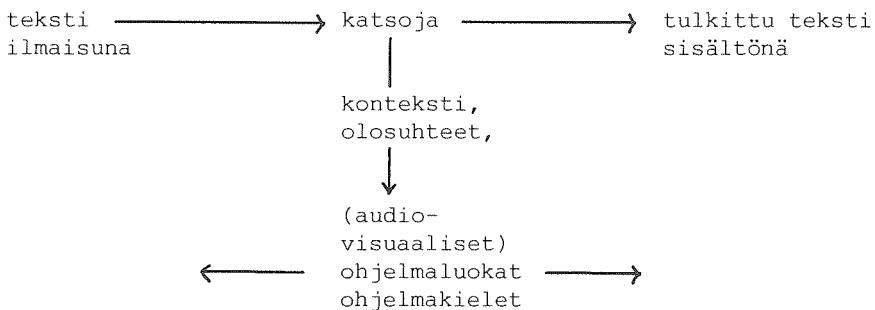 teksti katsoja tulkittu teksti
ilmaisuna sisältönä
konteksti,
olosuhteet,
(audio-
visuaaliset)
ohjelmaluokat
ohjelmakielet